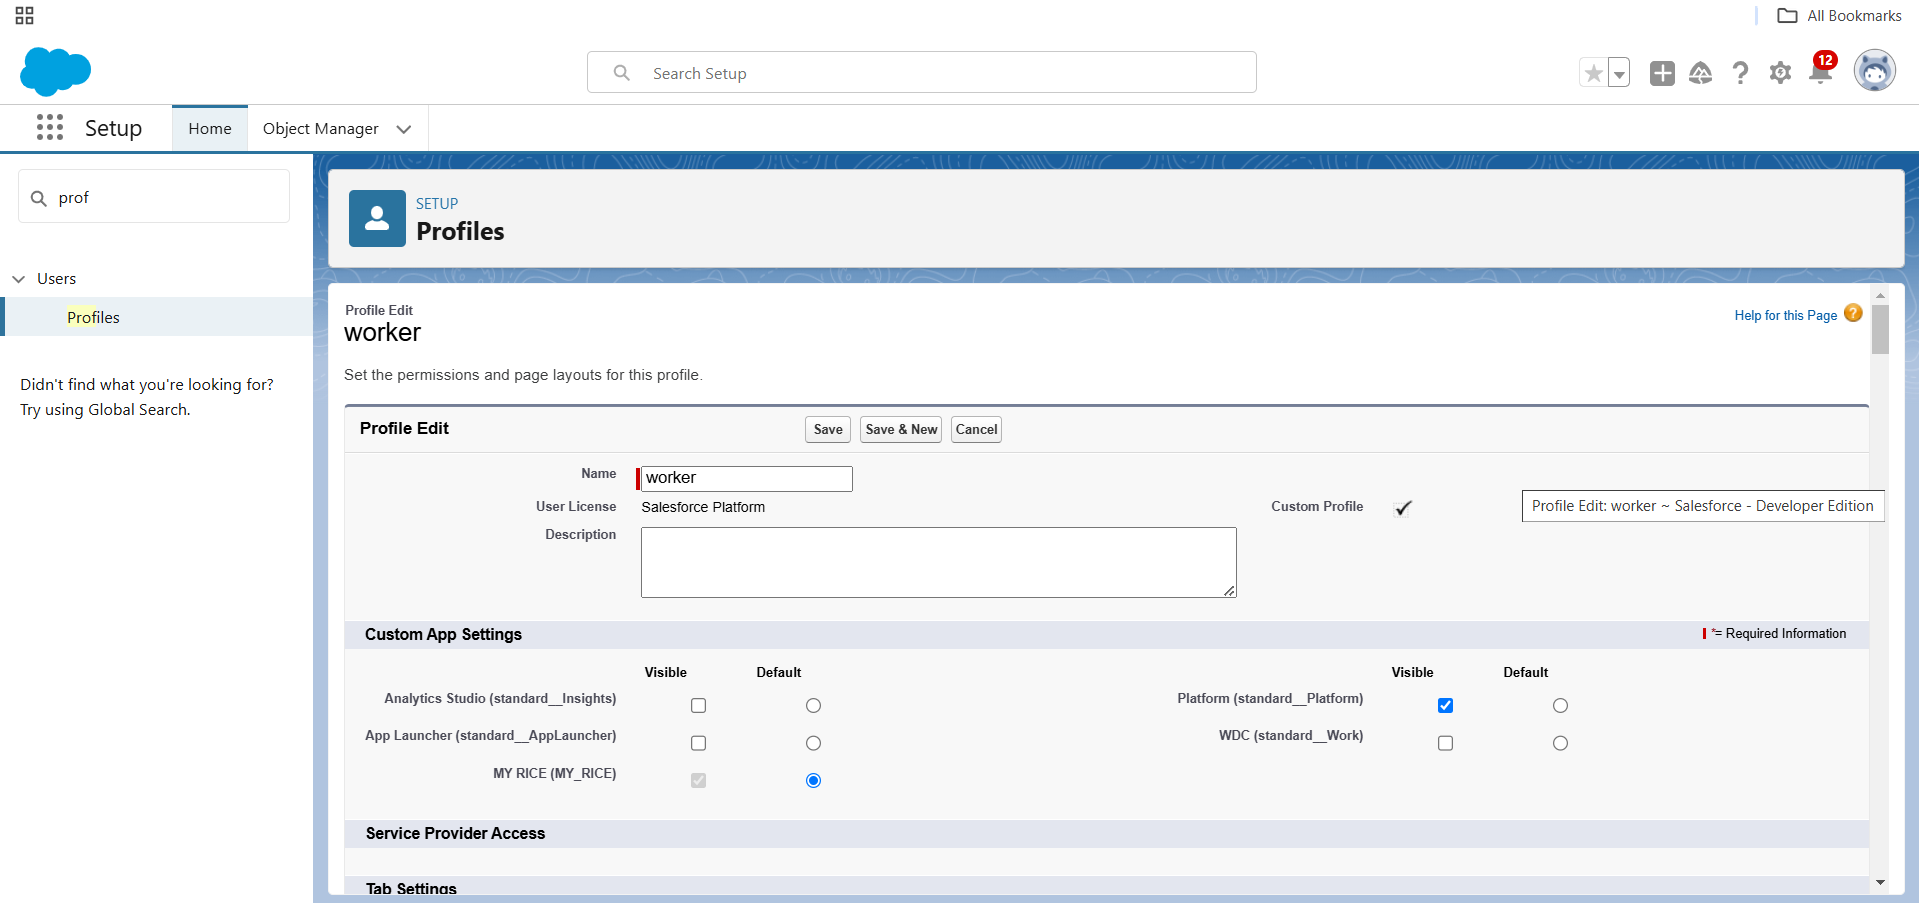 All Bookmarks
Search Setup
12
Setup
Home
Object Manager
prof
Users
Profiles
Didn't find what you're looking for?
Try using Global Search.
SETUP
Profiles
Profile Edit
worker
Help for this Page ?
Set the permissions and page layouts for this profile.
Profile Edit
Save
Save & New
Cancel
Name
worker
User License
Salesforce Platform
Custom Profile
Profile Edit: worker ~ Salesforce - Developer Edition
Description
Custom App Settings
*= Required Information
Visible Default Visible Default
Analytics Studio (standard__Insights)
Platform (standard__Platform)
App Launcher (standard__AppLauncher)
WDC (standard__Work)
MY RICE (MY_RICE)
Service Provider Access
Tab Settings